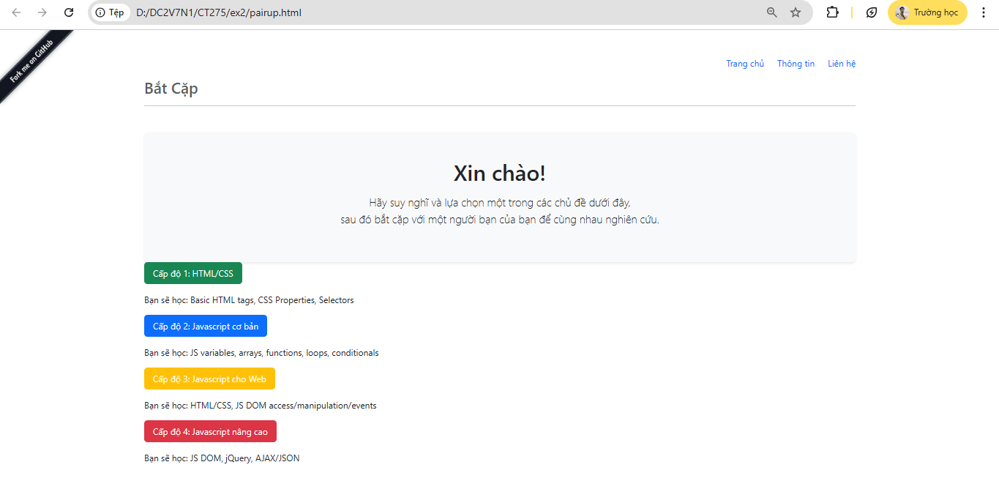 Tệp D:/DC2V7N1/CT275/ex2/pairup.html Trường học
Fork me on GitHub
Trang chủ Thông tin Liên hệ
Bắt Cặp
Xin chào!
Hãy suy nghĩ và lựa chọn một trong các chủ đề dưới đây,
sau đó bắt cặp với một người bạn của bạn để cùng nhau nghiên cứu.
Cấp độ 1: HTML/CSS
Bạn sẽ học: Basic HTML tags, CSS Properties, Selectors
Cấp độ 2: Javascript cơ bản
Bạn sẽ học: JS variables, arrays, functions, loops, conditionals
Cấp độ 3: Javascript cho Web
Bạn sẽ học: HTML/CSS, JS DOM access/manipulation/events
Cấp độ 4: Javascript nâng cao
Bạn sẽ học: JS DOM, jQuery, AJAX/JSON